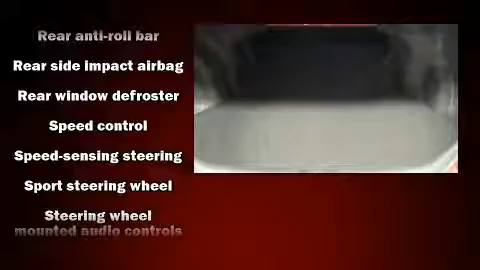 Rear anti-roll bar
Rear side impact airbag
Rear window defroster
Speed control
Speed-sensing steering
Sport steering wheel
Steering wheel
mounted audio controls